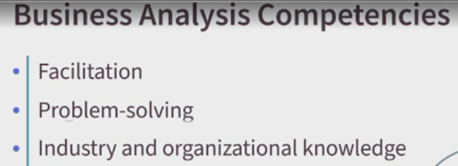 Business Analysis Competencies
• Facilitation
• Problem-solving
• Industry and organizational knowledge